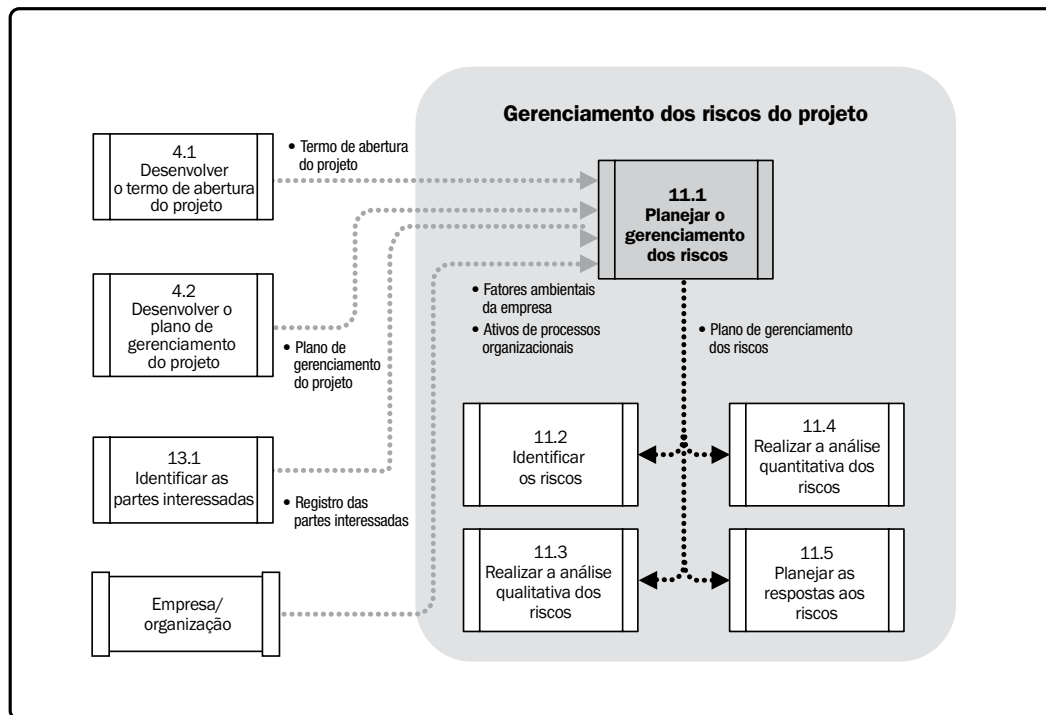 Gerenciamento dos riscos do projeto
4.1
Desenvolver
o termo de abertura
do projeto
• Termo de abertura
do projeto
11.1
Planejar o
gerenciamento
dos riscos
4.2
Desenvolver o
plano de
gerenciamento
do projeto
• Plano de
gerenciamento
do projeto
• Fatores ambientais
da empresa
• Ativos de processos
organizacionais
• Plano de gerenciamento
dos riscos
13.1
Identificar as
partes interessadas
• Registro das
partes interessadas
11.2
Identificar
os riscos
11.4
Realizar a análise
quantitativa dos
riscos
Empresa/
organização
11.3
Realizar a análise
qualitativa dos
riscos
11.5
Planejar as
respostas aos
riscos